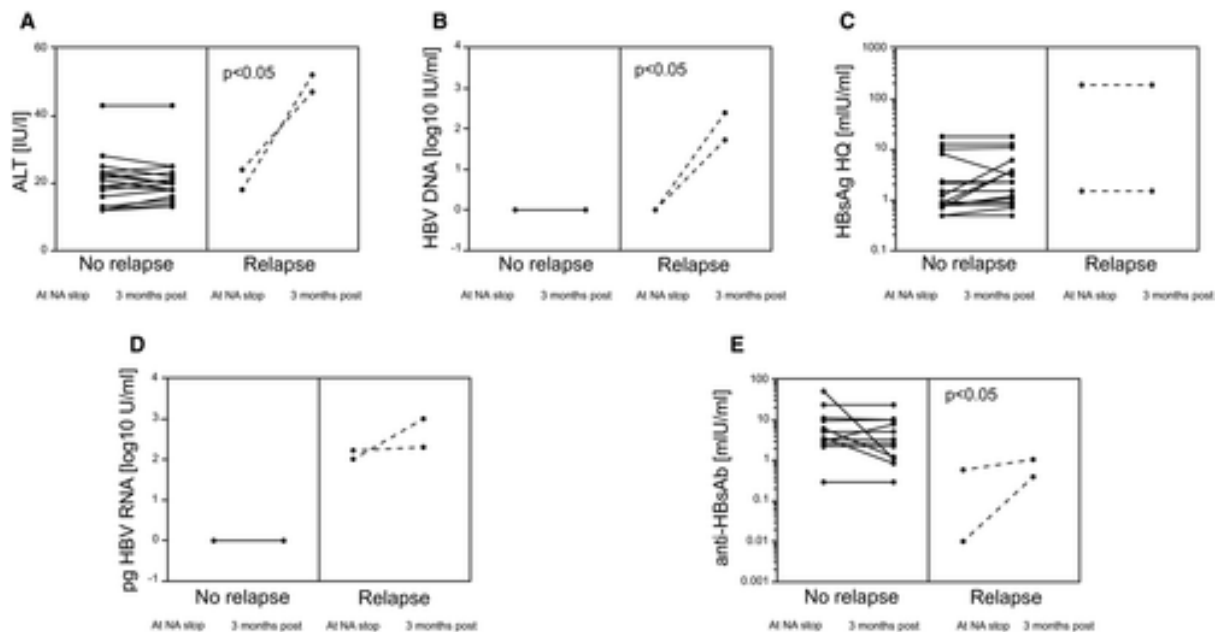 A
ALT [IU/l]
60
40
20
0
p<0.05
No relapse
Relapse
At NA stop
3 months post
At NA stop
3 months post
B
HBV DNA [log10 IU/ml]
4
3
2
1
0
-1
p<0.05
No relapse
Relapse
At NA stop
3 months post
At NA stop
3 months post
C
HBsAg HQ [mIU/ml]
1000
100
10
1
0.1
No relapse
Relapse
At NA stop
3 months post
At NA stop
3 months post
D
pg HBV RNA [log10 U/ml]
4
3
2
1
0
-1
No relapse
Relapse
At NA stop
3 months post
At NA stop
3 months post
E
anti-HBsAb [mIU/ml]
100
10
1
0.1
0.01
0.001
p<0.05
No relapse
Relapse
At NA stop
3 months post
At NA stop
3 months post